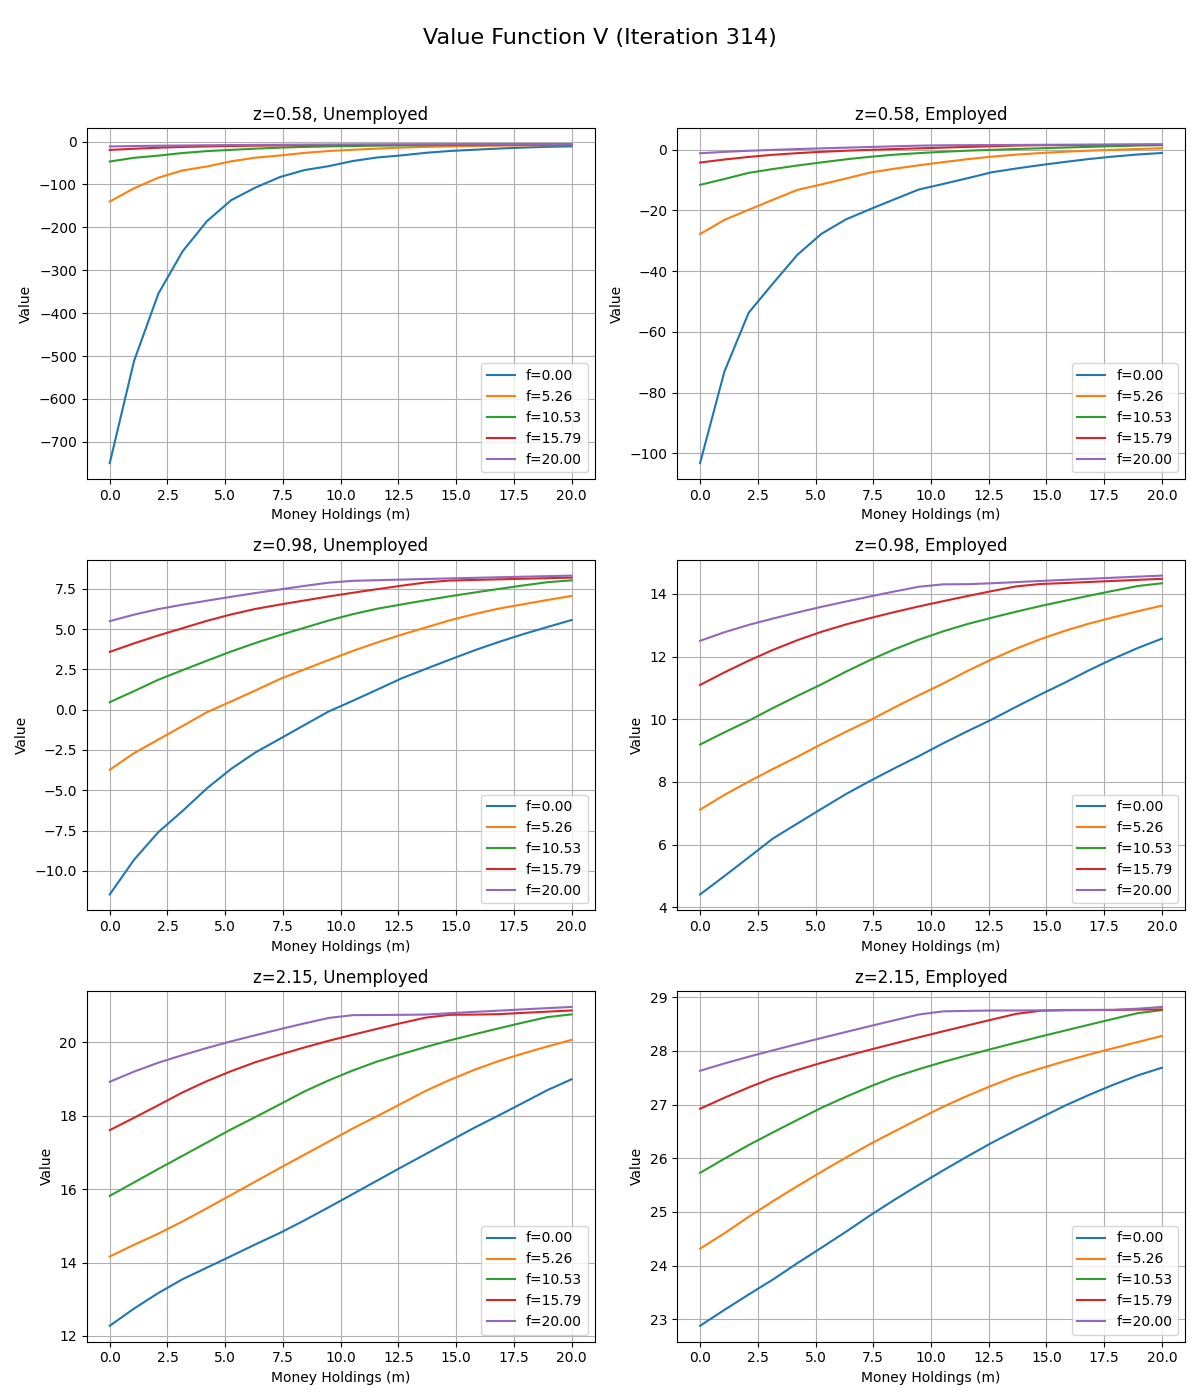 Value Function V (Iteration 314)
z=0.58, Unemployed
0
−100
−200
−300
−400
−500
−600
−700
Value
0.0 2.5 5.0 7.5 10.0 12.5 15.0 17.5 20.0
Money Holdings (m)
f=0.00
f=5.26
f=10.53
f=15.79
f=20.00
z=0.58, Employed
0
−20
−40
−60
−80
−100
Value
0.0 2.5 5.0 7.5 10.0 12.5 15.0 17.5 20.0
Money Holdings (m)
f=0.00
f=5.26
f=10.53
f=15.79
f=20.00
z=0.98, Unemployed
7.5
5.0
2.5
0.0
−2.5
−5.0
−7.5
−10.0
Value
0.0 2.5 5.0 7.5 10.0 12.5 15.0 17.5 20.0
Money Holdings (m)
f=0.00
f=5.26
f=10.53
f=15.79
f=20.00
z=0.98, Employed
14
12
10
8
6
4
Value
0.0 2.5 5.0 7.5 10.0 12.5 15.0 17.5 20.0
Money Holdings (m)
f=0.00
f=5.26
f=10.53
f=15.79
f=20.00
z=2.15, Unemployed
20
18
16
14
12
Value
0.0 2.5 5.0 7.5 10.0 12.5 15.0 17.5 20.0
Money Holdings (m)
f=0.00
f=5.26
f=10.53
f=15.79
f=20.00
z=2.15, Employed
29
28
27
26
25
24
23
Value
0.0 2.5 5.0 7.5 10.0 12.5 15.0 17.5 20.0
Money Holdings (m)
f=0.00
f=5.26
f=10.53
f=15.79
f=20.00